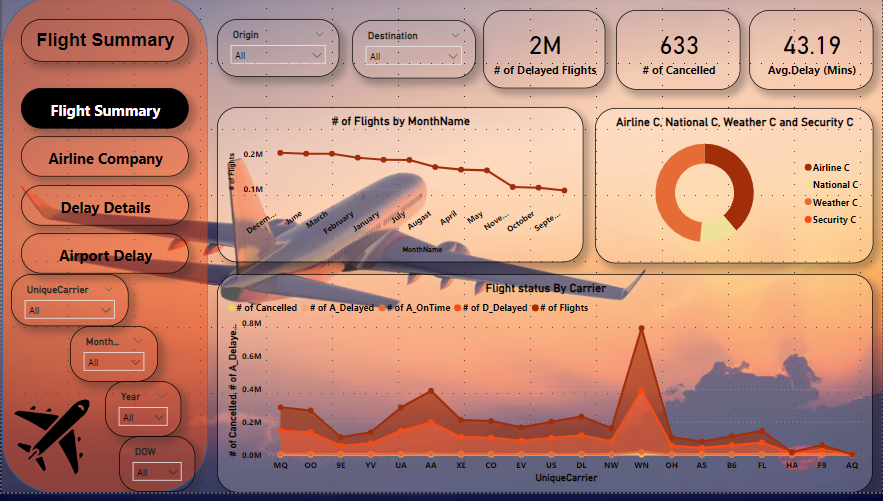 Flight Summary
Flight Summary
Airline Company
Delay Details
Airport Delay
UniqueCarrier
All
Month...
All
Year
All
DOW
All
Origin
All
Destination
All
2M
# of Delayed Flights
633
# of Cancelled
43.19
Avg.Delay (Mins)
# of Flights by MonthName
# of Flights
0.2M
0.1M
Decem... June March February January July August April May Nove... October Septe...
MonthName
Airline C, National C, Weather C and Security C
Airline C
National C
Weather C
Security C
Flight status By Carrier
# of Cancelled # of A_Delayed # of A_OnTime # of D_Delayed # of Flights
# of Cancelled, # of A_Delaye...
0.8M
0.6M
0.4M
0.2M
0.0M
MQ OO 9E YV UA AA XE CO EV US DL NW WN OH AS B6 FL HA F9 AQ
UniqueCarrier